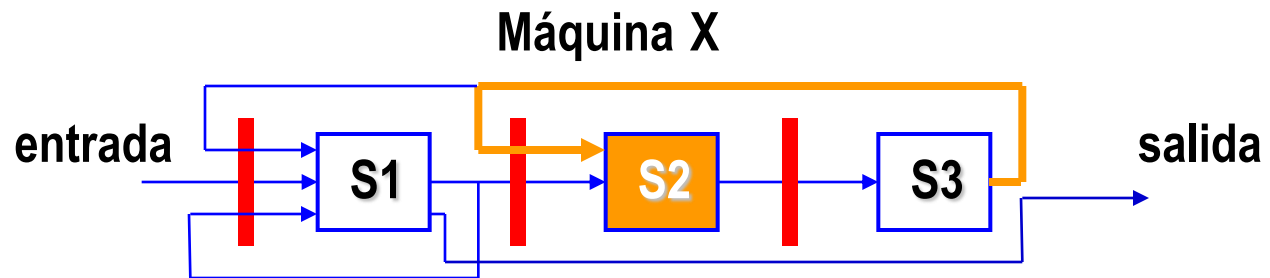 Máquina X
entrada
S1
S2
S3
salida